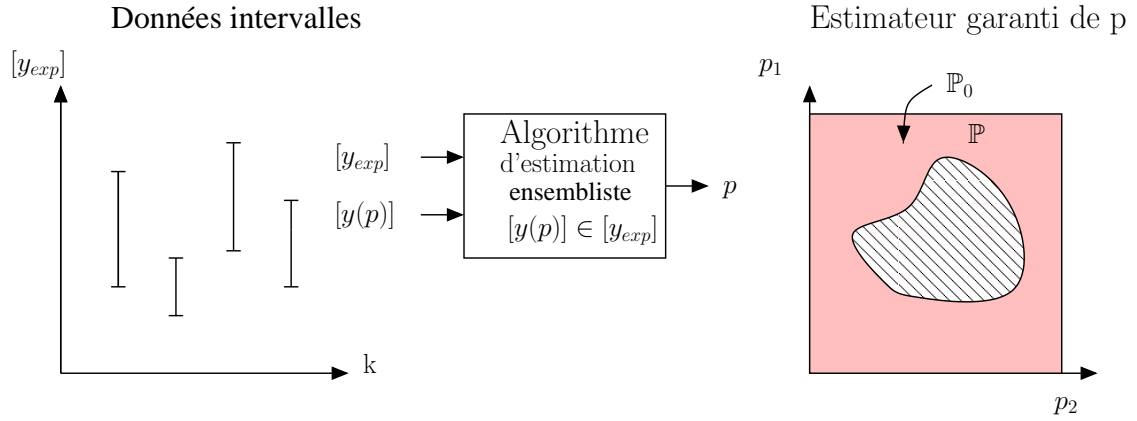 Données intervalles
[y_{exp}]
k
[y_{exp}]
[y(p)]
Algorithme
d'estimation
ensembliste
[y(p)] ∈ [y_{exp}]
p
Estimateur garanti de p
p_1
ℙ_0
ℙ
p_2